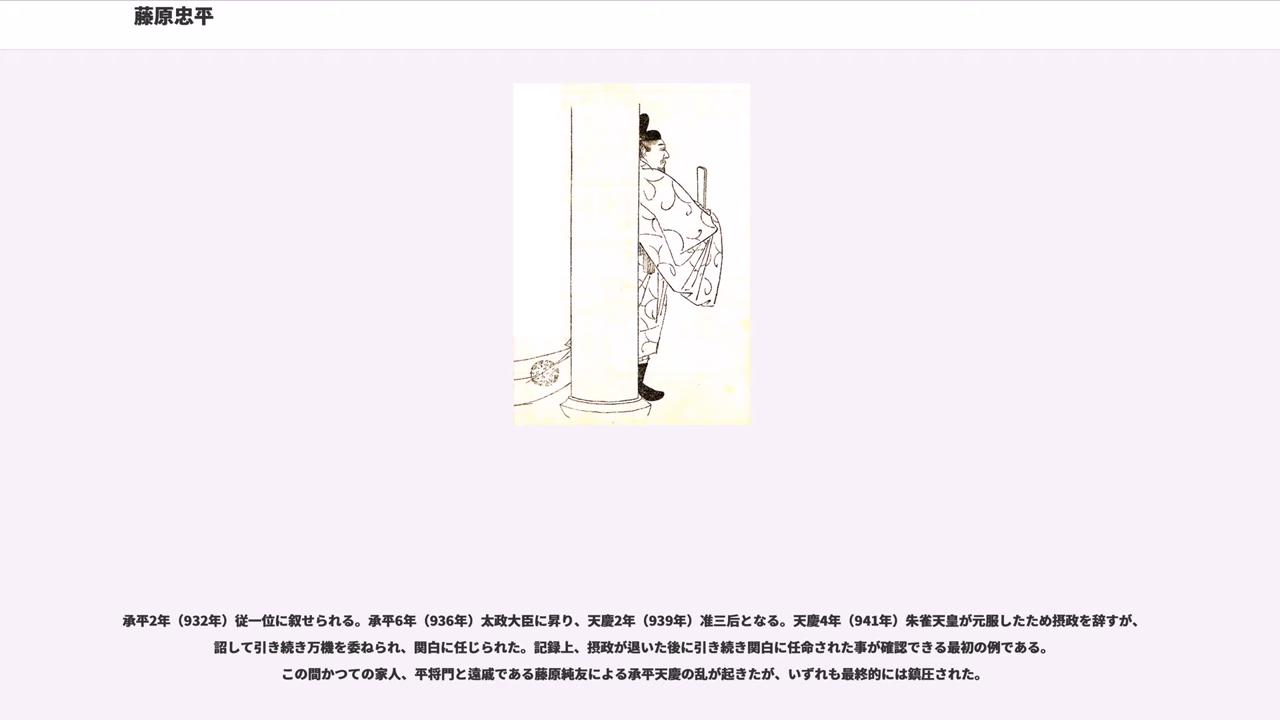 藤原忠平
承平2年（932年）従一位に叙せられる。承平6年（936年）太政大臣に昇り、天慶2年（939年）准三后となる。天慶4年（941年）朱雀天皇が元服したため摂政を辞すが、
詔して引き続き万機を委ねられ、関白に任じられた。記録上、摂政が退いた後に引き続き関白に任命された事が確認できる最初の例である。
この間かつての家人、平将門と遠戚である藤原純友による承平天慶の乱が起きたが、いずれも最終的には鎮圧された。